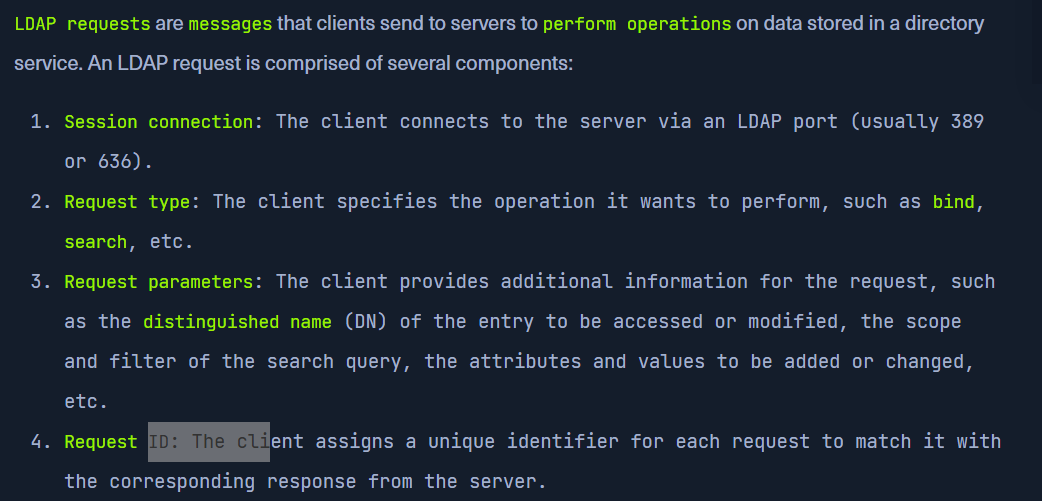 LDAP requests are messages that clients send to servers to perform operations on data stored in a directory
service. An LDAP request is comprised of several components:
1. Session connection: The client connects to the server via an LDAP port (usually 389
or 636).
2. Request type: The client specifies the operation it wants to perform, such as bind,
search, etc.
3. Request parameters: The client provides additional information for the request, such
as the distinguished name (DN) of the entry to be accessed or modified, the scope
and filter of the search query, the attributes and values to be added or changed,
etc.
4. Request ID: The client assigns a unique identifier for each request to match it with
the corresponding response from the server.